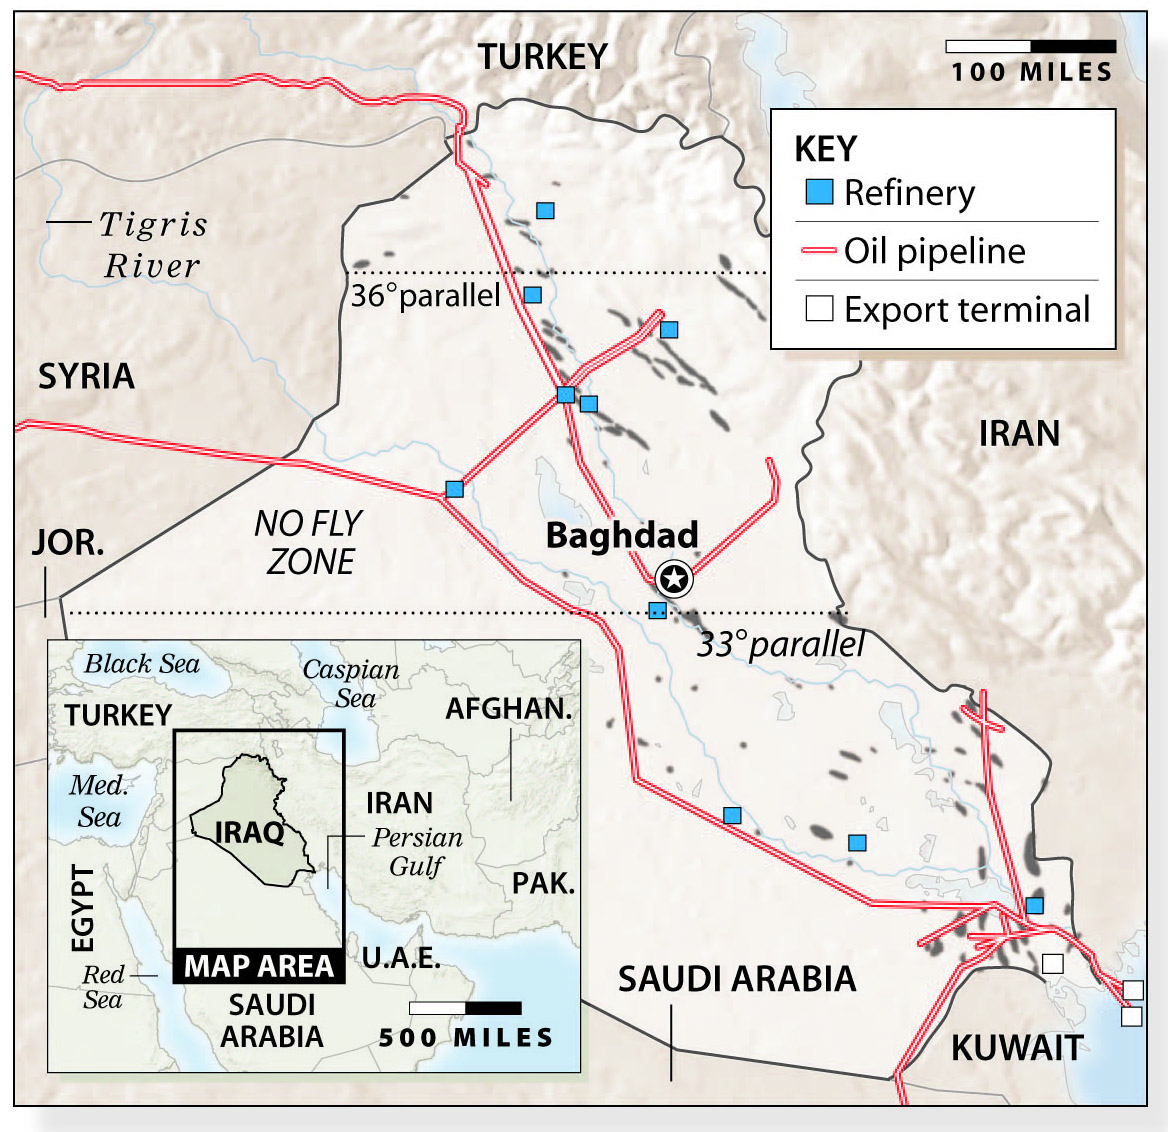 TURKEY
100 MILES
KEY
Refinery
Oil pipeline
Export terminal
Tigris
River
36°parallel
SYRIA
IRAN
NO FLY
ZONE
Baghdad
JOR.
33°parallel
Black Sea
Caspian
Sea
TURKEY
AFGHAN.
Med.
Sea
IRAN
IRAQ
Persian
Gulf
EGYPT
PAK.
MAP AREA
U.A.E.
Red
Sea
SAUDI
ARABIA
500 MILES
SAUDI ARABIA
KUWAIT